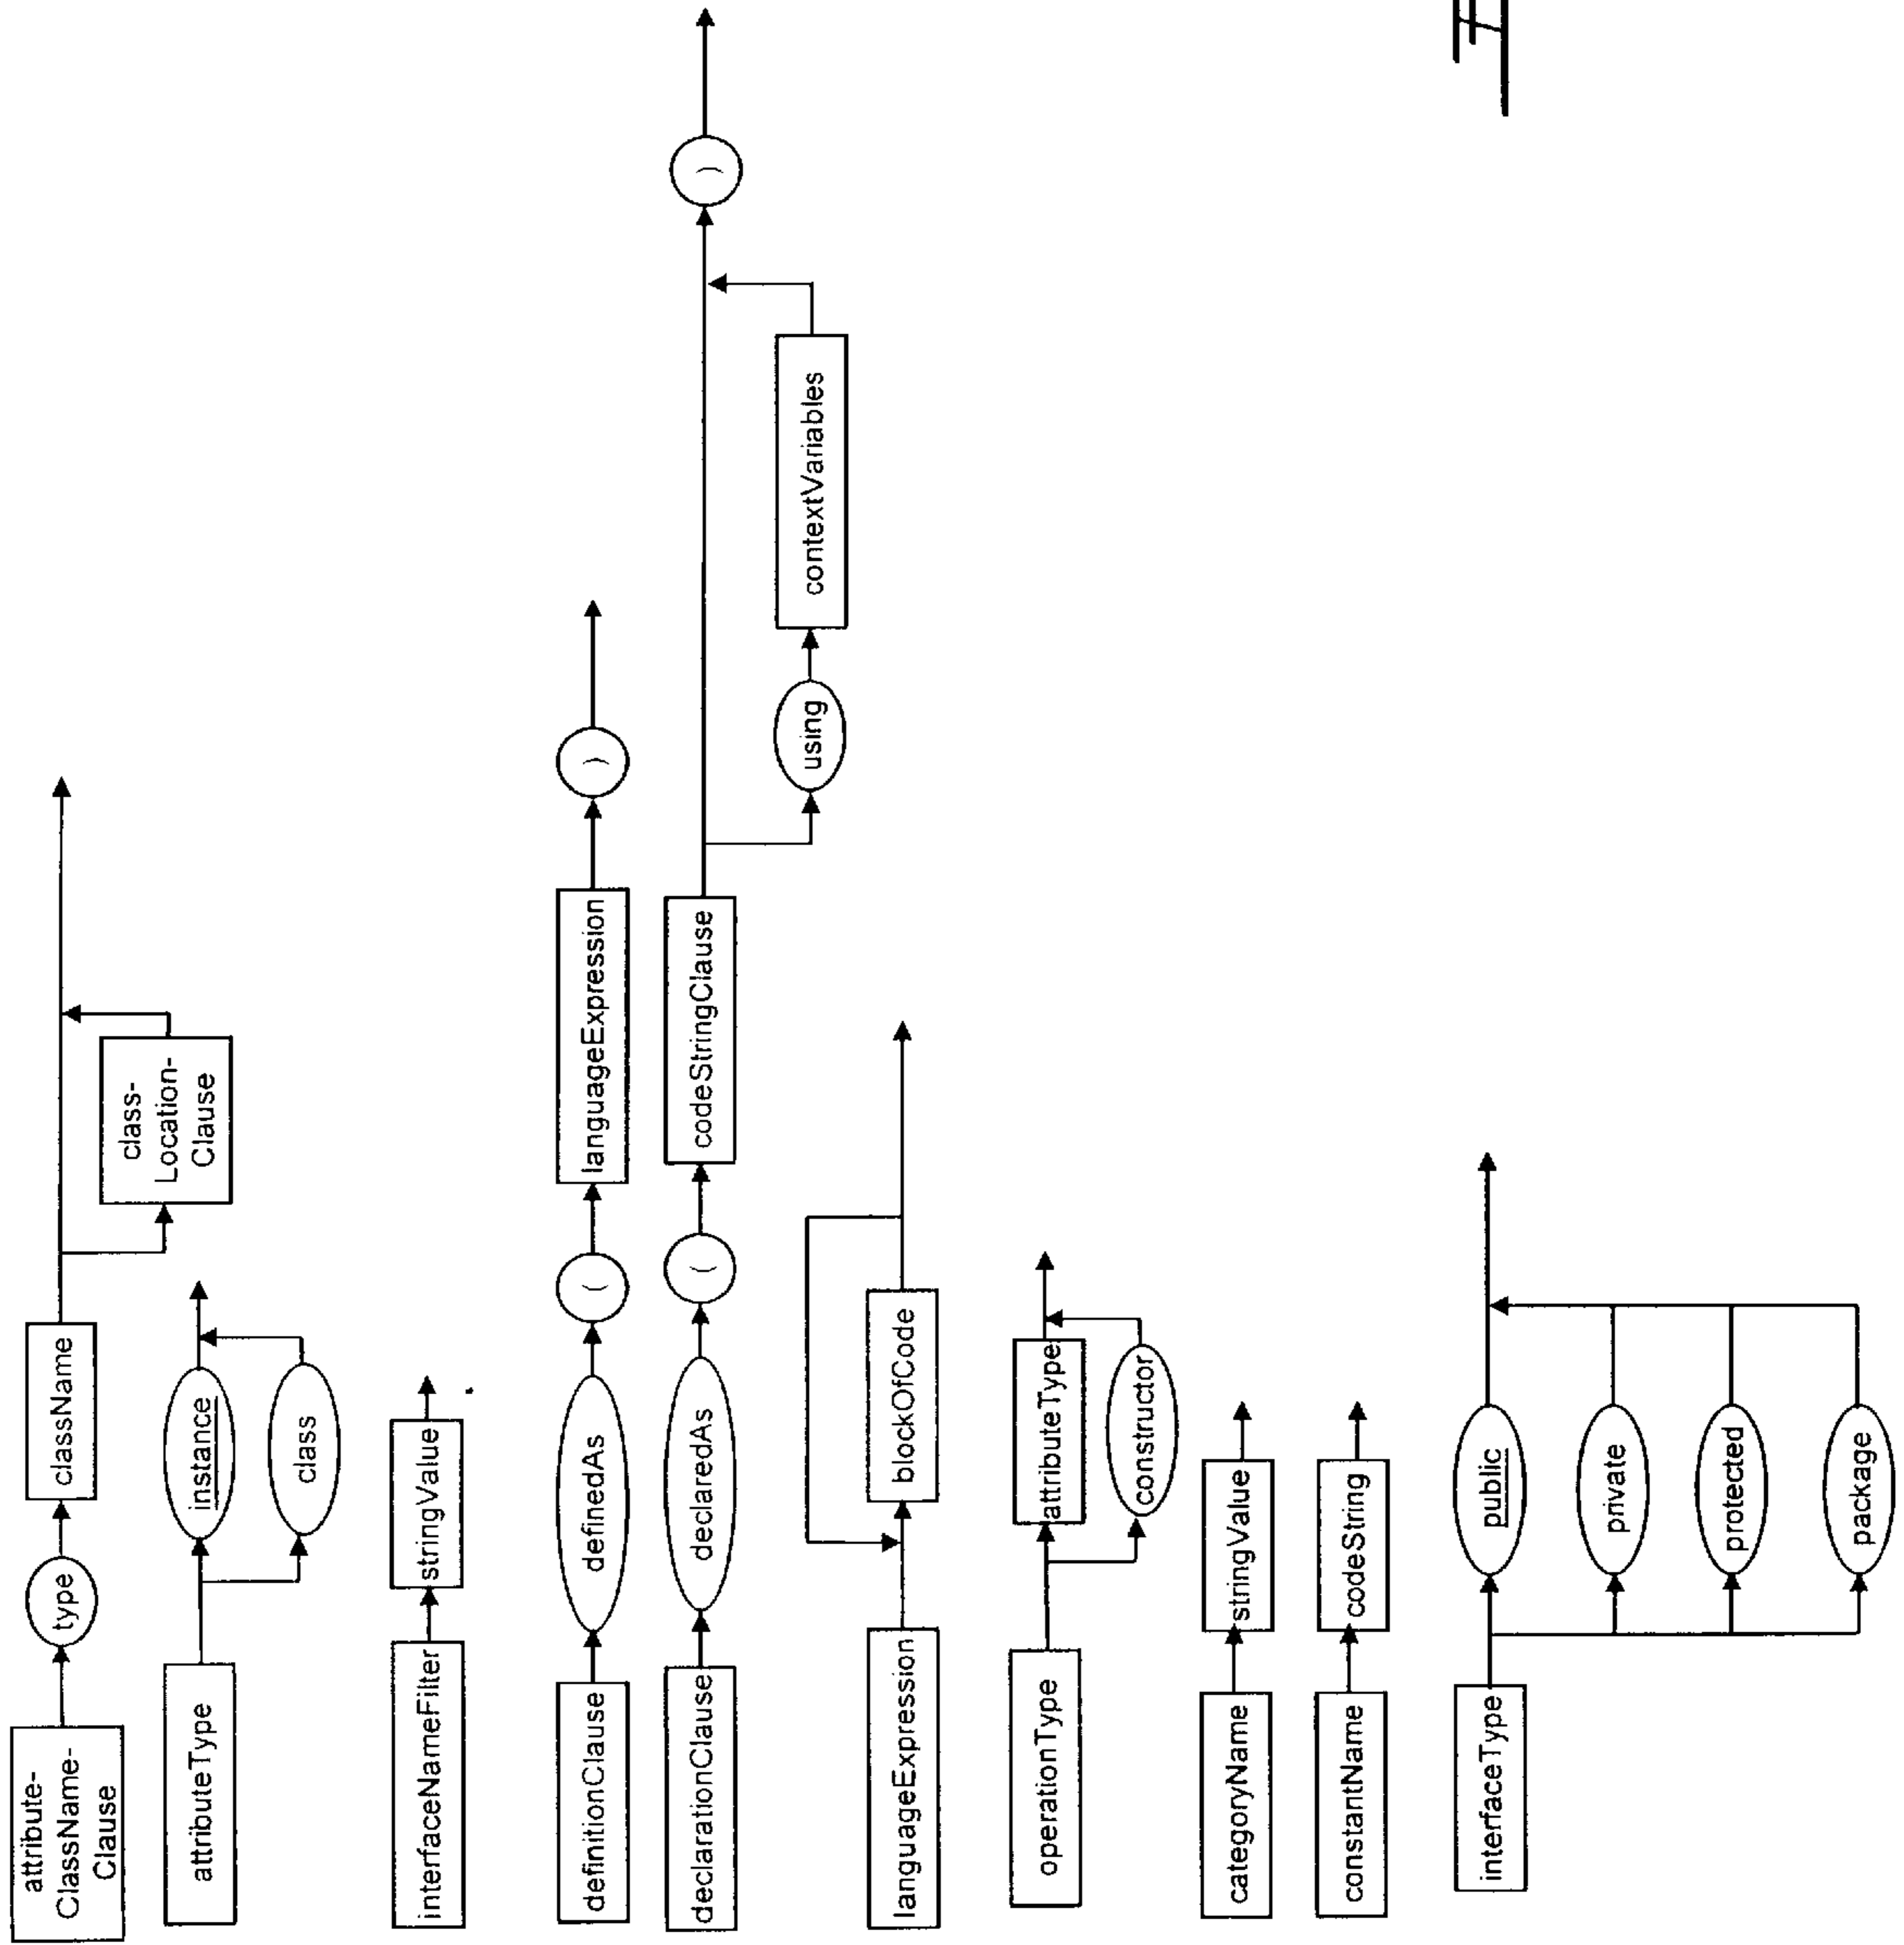 attribute-
ClassName-
Clause
type
className
class-
Location-
Clause
attributeType
instance
class
interfaceNameFilter
stringValue
definitionClause
definedAs
(
languageExpression
)
declarationClause
declaredAs
(
codeStringClause
)
using
contextVariables
languageExpression
blockOfCode
operationType
attributeType
constructor
categoryName
stringValue
constantName
codeString
interfaceType
public
private
protected
package